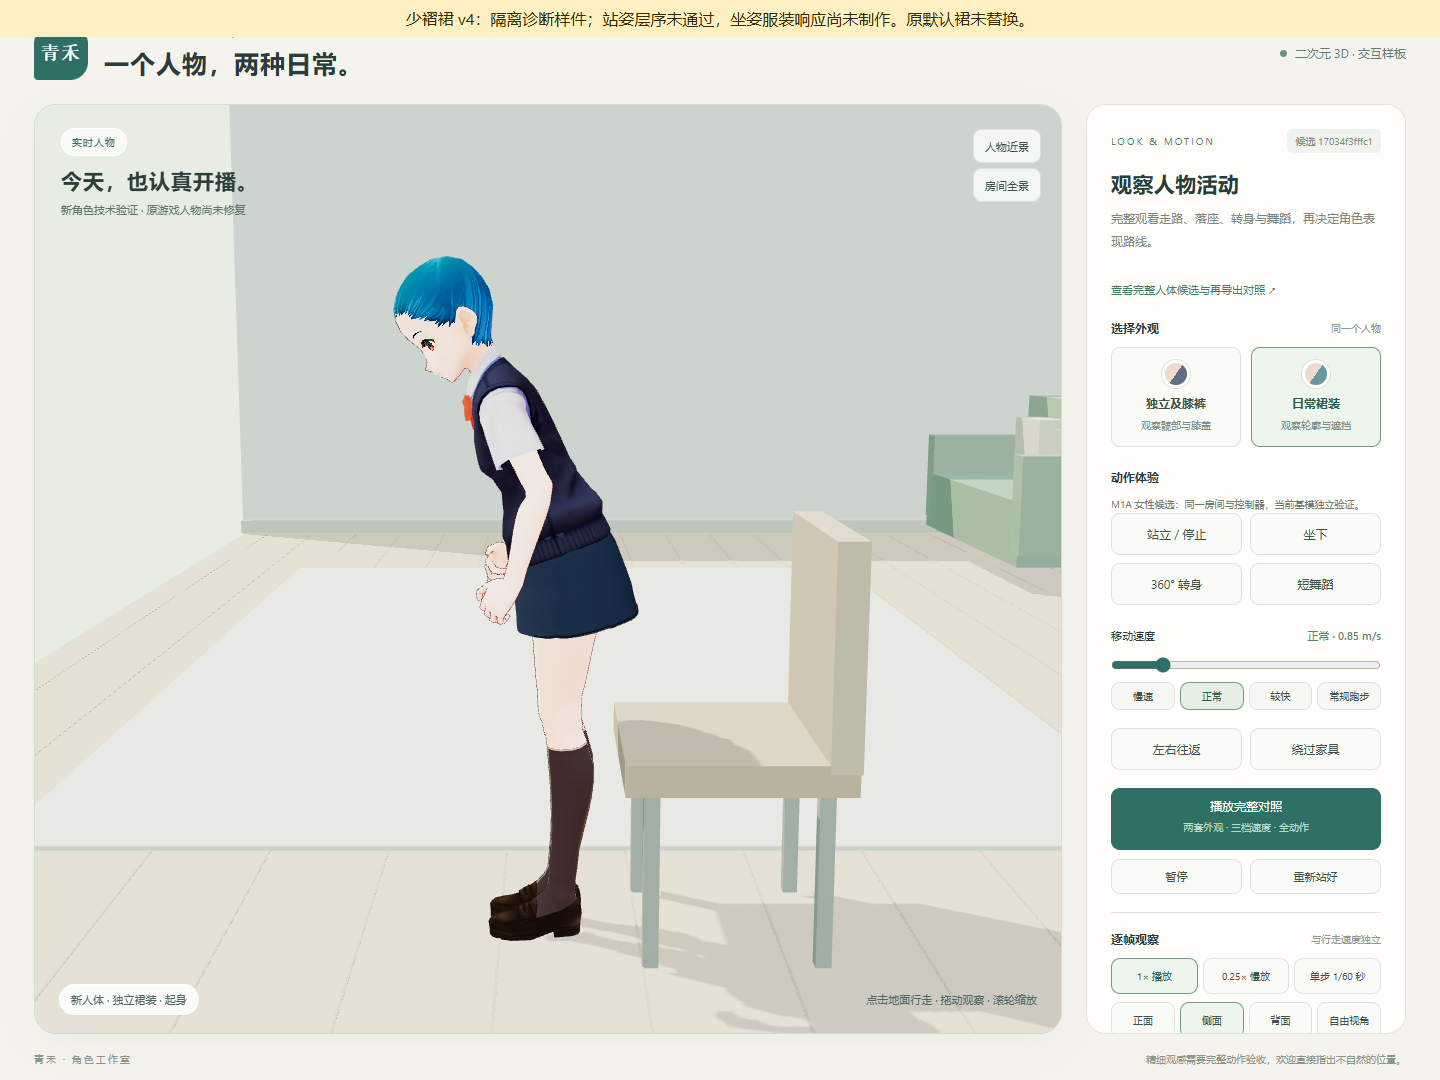 少褶裙 v4：隔离诊断样件；站姿层序未通过，坐姿服装响应尚未制作。原默认裙未替换。
青禾
一个人物，两种日常。
二次元 3D · 交互样板
实时人物
今天，也认真开播。
新角色技术验证 · 原游戏人物尚未修复
人物近景
房间全景
新人体 · 独立裙装 · 起身
点击地面行走 · 拖动观察 · 滚轮缩放
LOOK & MOTION
候选 17034f3fffc1
观察人物活动
完整观看走路、落座、转身与舞蹈，再决定角色表
现路线。
查看完整人体候选与再导出对照 ↗
选择外观
同一个人物
独立及膝裤
观察髋部与膝盖
日常裙装
观察轮廓与遮挡
动作体验
M1A 女性候选：同一房间与控制器，当前基模独立验证。
站立 / 停止
坐下
360° 转身
短舞蹈
移动速度
正常 · 0.85 m/s
慢速
正常
较快
常规跑步
左右往返
绕过家具
播放完整对照
两套外观 · 三档速度 · 全动作
暂停
重新站好
逐帧观察
与行走速度独立
1× 播放
0.25× 慢放
单步 1/60 秒
正面
侧面
背面
自由视角
青禾 · 角色工作室
精细观感需要完整动作验收，欢迎直接指出不自然的位置。